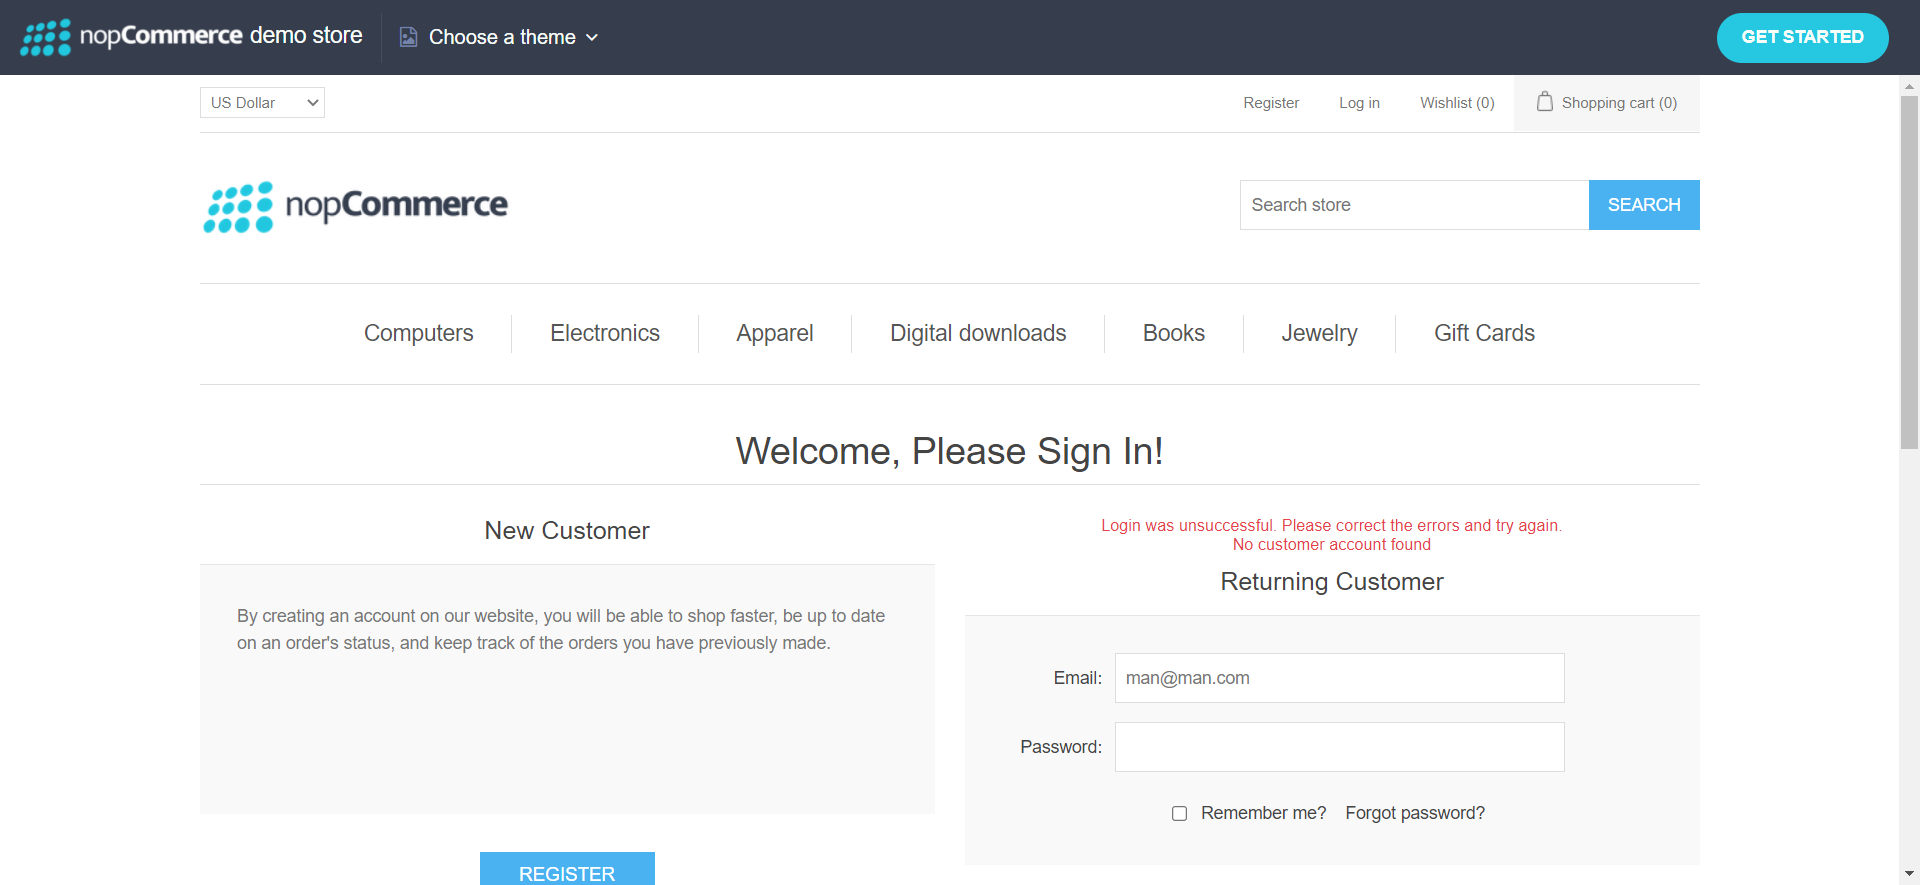 nopCommerce demo store
Choose a theme
GET STARTED
US Dollar
Register
Log in
Wishlist (0)
Shopping cart (0)
nopCommerce
Search store
SEARCH
Computers
Electronics
Apparel
Digital downloads
Books
Jewelry
Gift Cards
Welcome, Please Sign In!
New Customer
By creating an account on our website, you will be able to shop faster, be up to date
on an order's status, and keep track of the orders you have previously made.
REGISTER
Login was unsuccessful. Please correct the errors and try again.
No customer account found
Returning Customer
Email:
man@man.com
Password:
Remember me?
Forgot password?